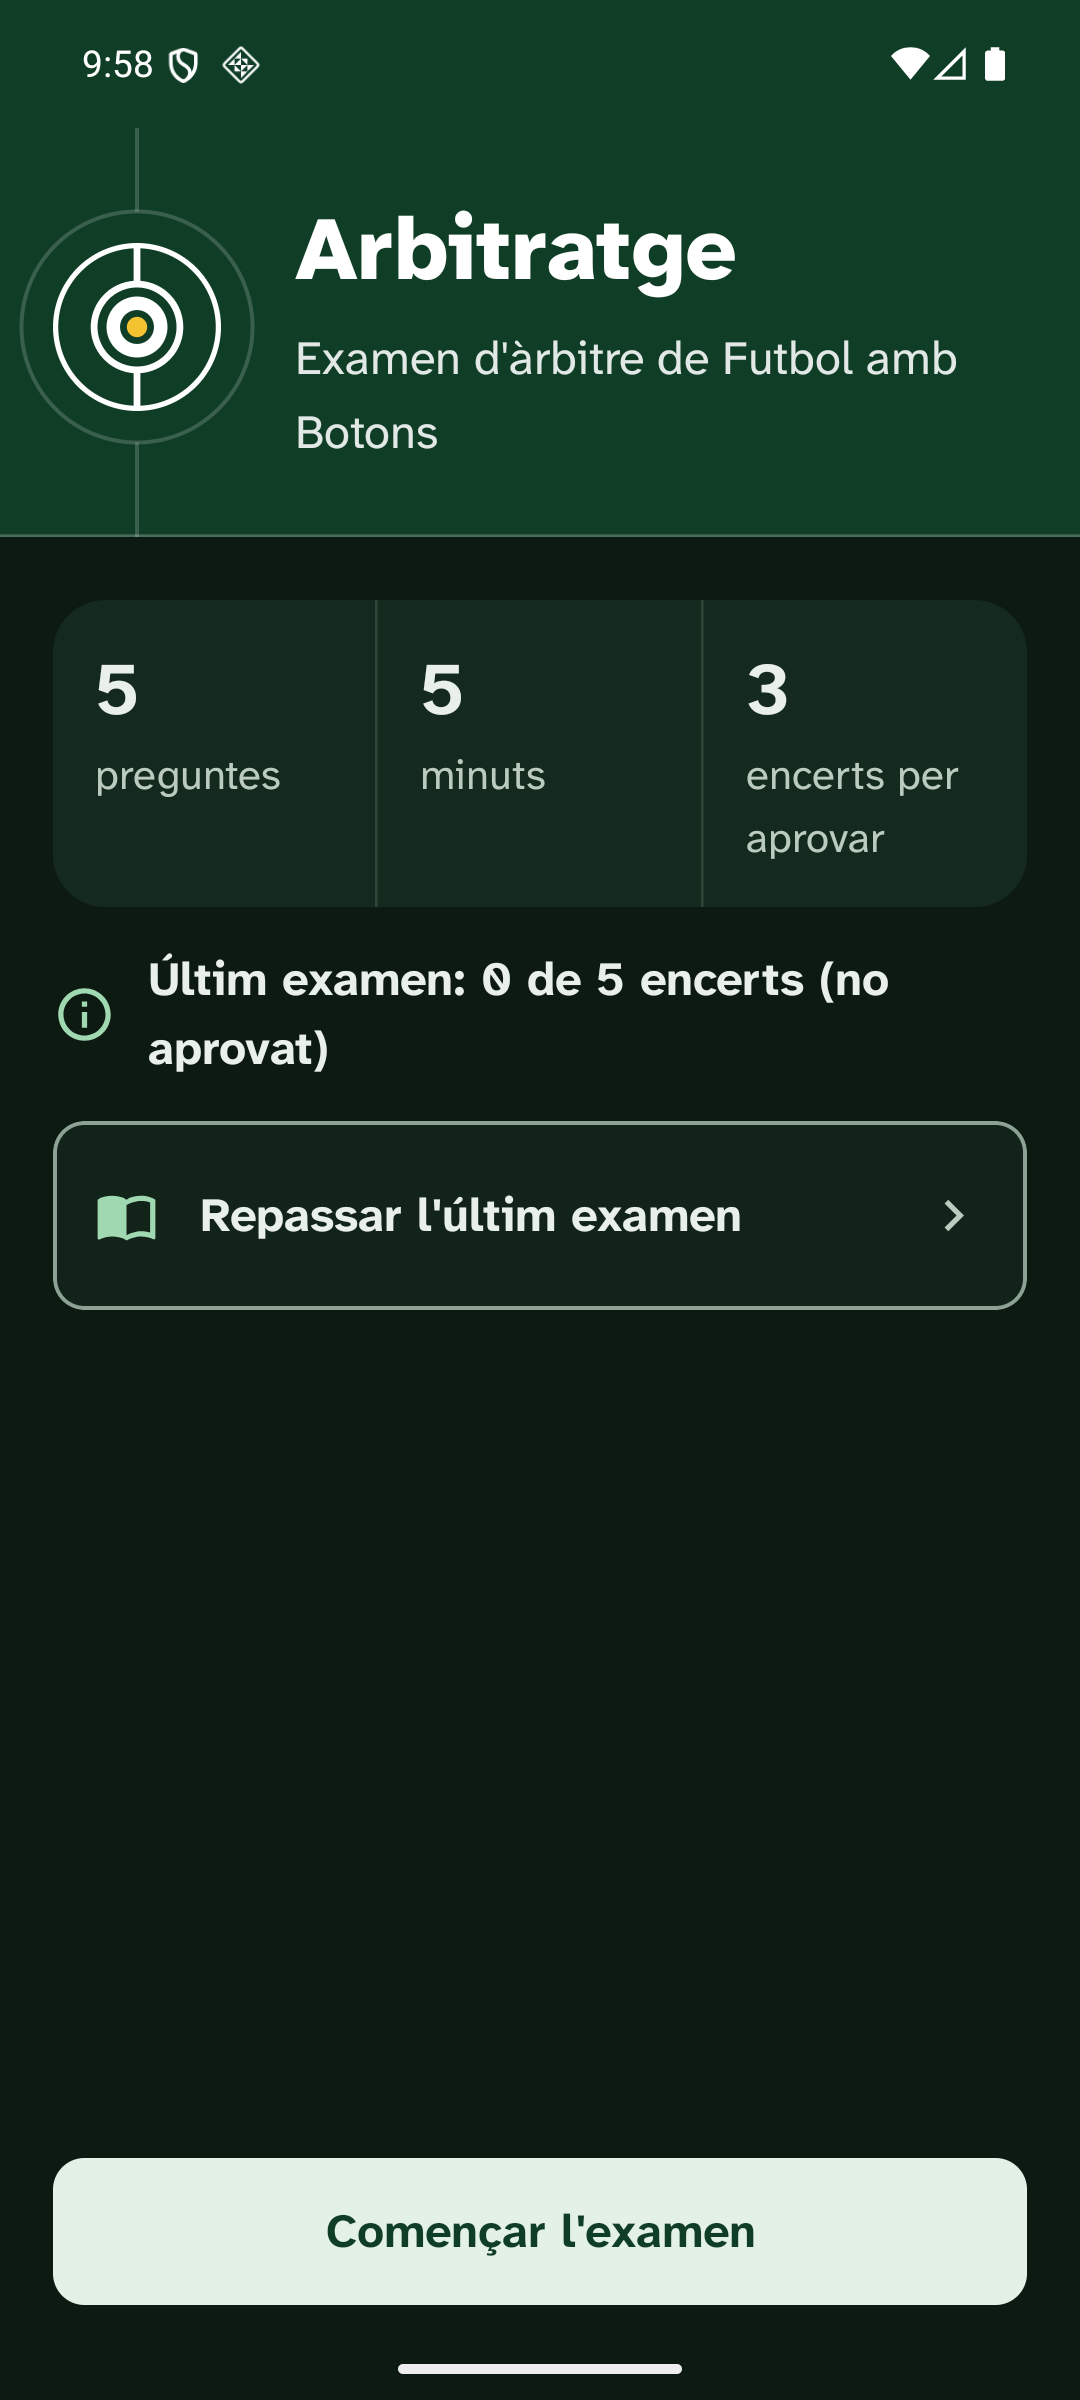 9:58
Arbitratge
Examen d'àrbitre de Futbol amb
Botons
5
preguntes
5
minuts
3
encerts per
aprovar
Últim examen: 0 de 5 encerts (no
aprovat)
Repassar l'últim examen
Començar l'examen